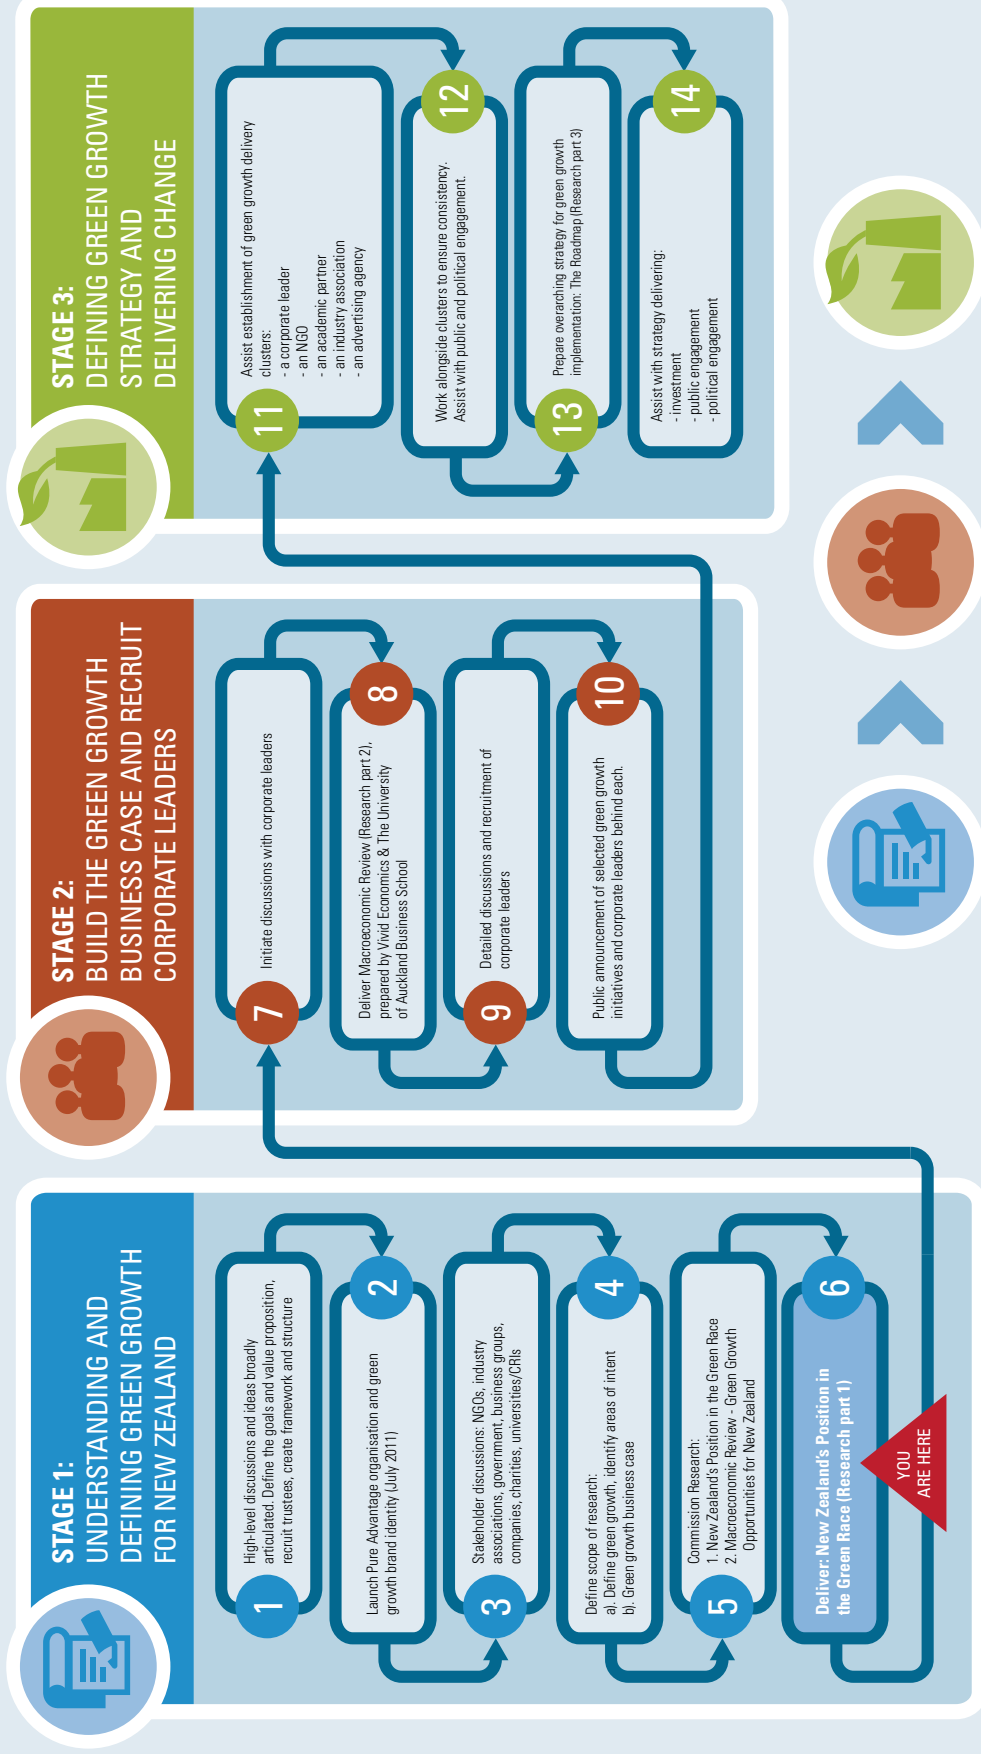 STAGE 1:
UNDERSTANDING AND
DEFINING GREEN GROWTH
FOR NEW ZEALAND
1
High-level discussions and ideas broadly
articulated. Define the goals and value proposition,
recruit trustees, create framework and structure
2
Launch Pure Advantage organisation and green
growth brand identity (July 2011)
3
Stakeholder discussions: NGOs, industry
associations, government, business groups,
companies, charities, universities/CRIs
4
Define scope of research:
a). Define green growth, identify areas of intent
b). Green growth business case
5
Commission Research:
1. New Zealand's Position in the Green Race
2. Macroeconomic Review - Green Growth
Opportunities for New Zealand
6
Deliver: New Zealand's Position in
the Green Race (Research part 1)
YOU
ARE HERE
STAGE 2:
BUILD THE GREEN GROWTH
BUSINESS CASE AND RECRUIT
CORPORATE LEADERS
7
Initiate discussions with corporate leaders
8
Deliver Macroeconomic Review (Research part 2),
prepared by Vivid Economics & The University
of Auckland Business School
9
Detailed discussions and recruitment of
corporate leaders
10
Public announcement of selected green growth
initiatives and corporate leaders behind each.
STAGE 3:
DEFINING GREEN GROWTH
STRATEGY AND
DELIVERING CHANGE
11
Assist establishment of green growth delivery
clusters:
- a corporate leader
- an NGO
- an academic partner
- an industry association
- an advertising agency
12
Work alongside clusters to ensure consistency.
Assist with public and political engagement.
13
Prepare overarching strategy for green growth
implementation: The Roadmap (Research part 3)
14
Assist with strategy delivering:
- investment
- public engagement
- political engagement